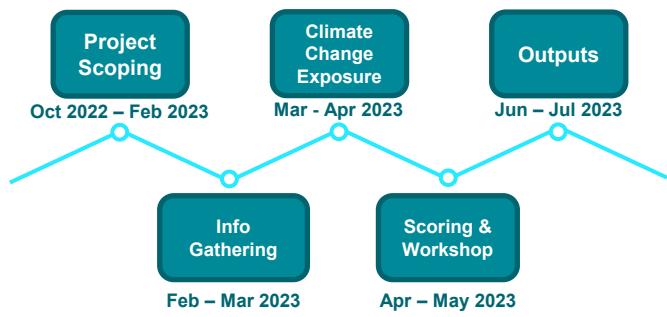 Project
Scoping
Oct 2022 – Feb 2023
Info
Gathering
Feb – Mar 2023
Climate
Change
Exposure
Mar - Apr 2023
Scoring &
Workshop
Apr – May 2023
Outputs
Jun – Jul 2023